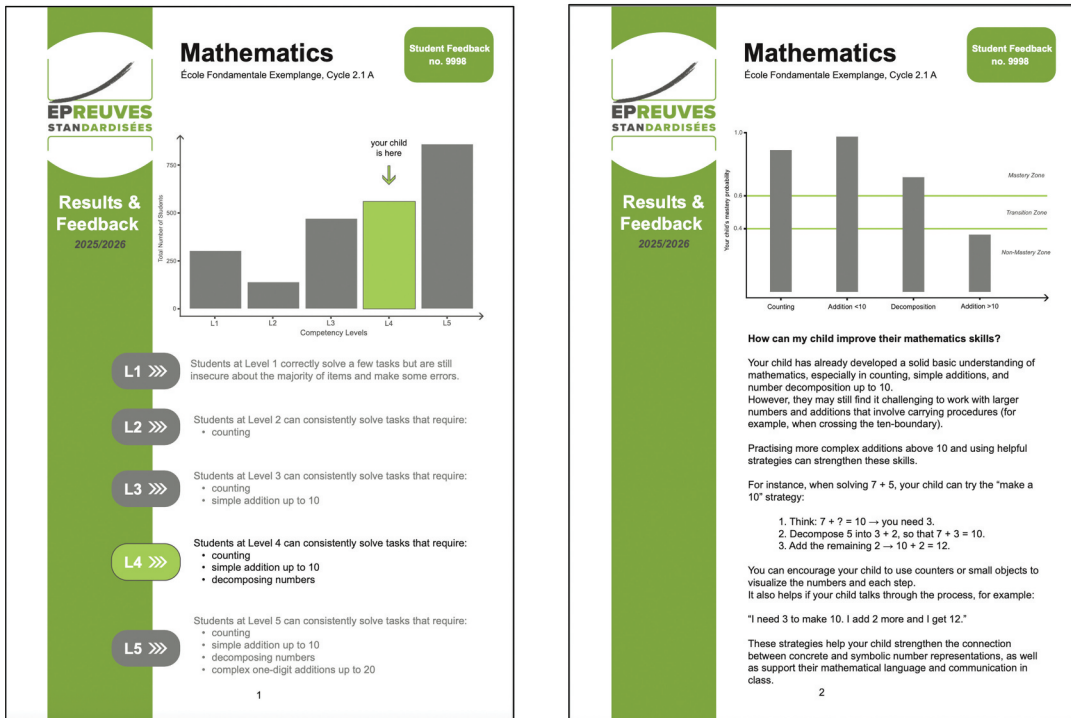 Mathematics
École Fondamentale Exemplange, Cycle 2.1 A
Student Feedback
no. 9998
EPREUVES
STANDARDISÉES
Results &
Feedback
2025/2026
your child
is here
Total Number of Students
750
500
250
0
L1
L2
L3
L4
L5
Competency Levels
L1
Students at Level 1 correctly solve a few tasks but are still
insecure about the majority of items and make some errors.
L2
Students at Level 2 can consistently solve tasks that require:
• counting
L3
Students at Level 3 can consistently solve tasks that require:
• counting
• simple addition up to 10
L4
Students at Level 4 can consistently solve tasks that require:
• counting
• simple addition up to 10
• decomposing numbers
L5
Students at Level 5 can consistently solve tasks that require:
• counting
• simple addition up to 10
• decomposing numbers
• complex one-digit additions up to 20
1
Mathematics
École Fondamentale Exemplange, Cycle 2.1 A
Student Feedback
no. 9998
EPREUVES
STANDARDISÉES
Results &
Feedback
2025/2026
Your child's mastery probability
1.0
0.6
0.4
Mastery Zone
Transition Zone
Non-Mastery Zone
Counting
Addition <10
Decomposition
Addition >10
How can my child improve their mathematics skills?
Your child has already developed a solid basic understanding of
mathematics, especially in counting, simple additions, and
number decomposition up to 10.
However, they may still find it challenging to work with larger
numbers and additions that involve carrying procedures (for
example, when crossing the ten-boundary).
Practising more complex additions above 10 and using helpful
strategies can strengthen these skills.
For instance, when solving 7 + 5, your child can try the “make a
10” strategy:
1. Think: 7 + ? = 10 → you need 3.
2. Decompose 5 into 3 + 2, so that 7 + 3 = 10.
3. Add the remaining 2 → 10 + 2 = 12.
You can encourage your child to use counters or small objects to
visualize the numbers and each step.
It also helps if your child talks through the process, for example:
“I need 3 to make 10. I add 2 more and I get 12.”
These strategies help your child strengthen the connection
between concrete and symbolic number representations, as well
as support their mathematical language and communication in
class.
2